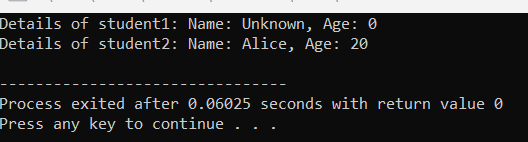 Details of student1: Name: Unknown, Age: 0
Details of student2: Name: Alice, Age: 20
--------------------------------
Process exited after 0.06025 seconds with return value 0
Press any key to continue . . .